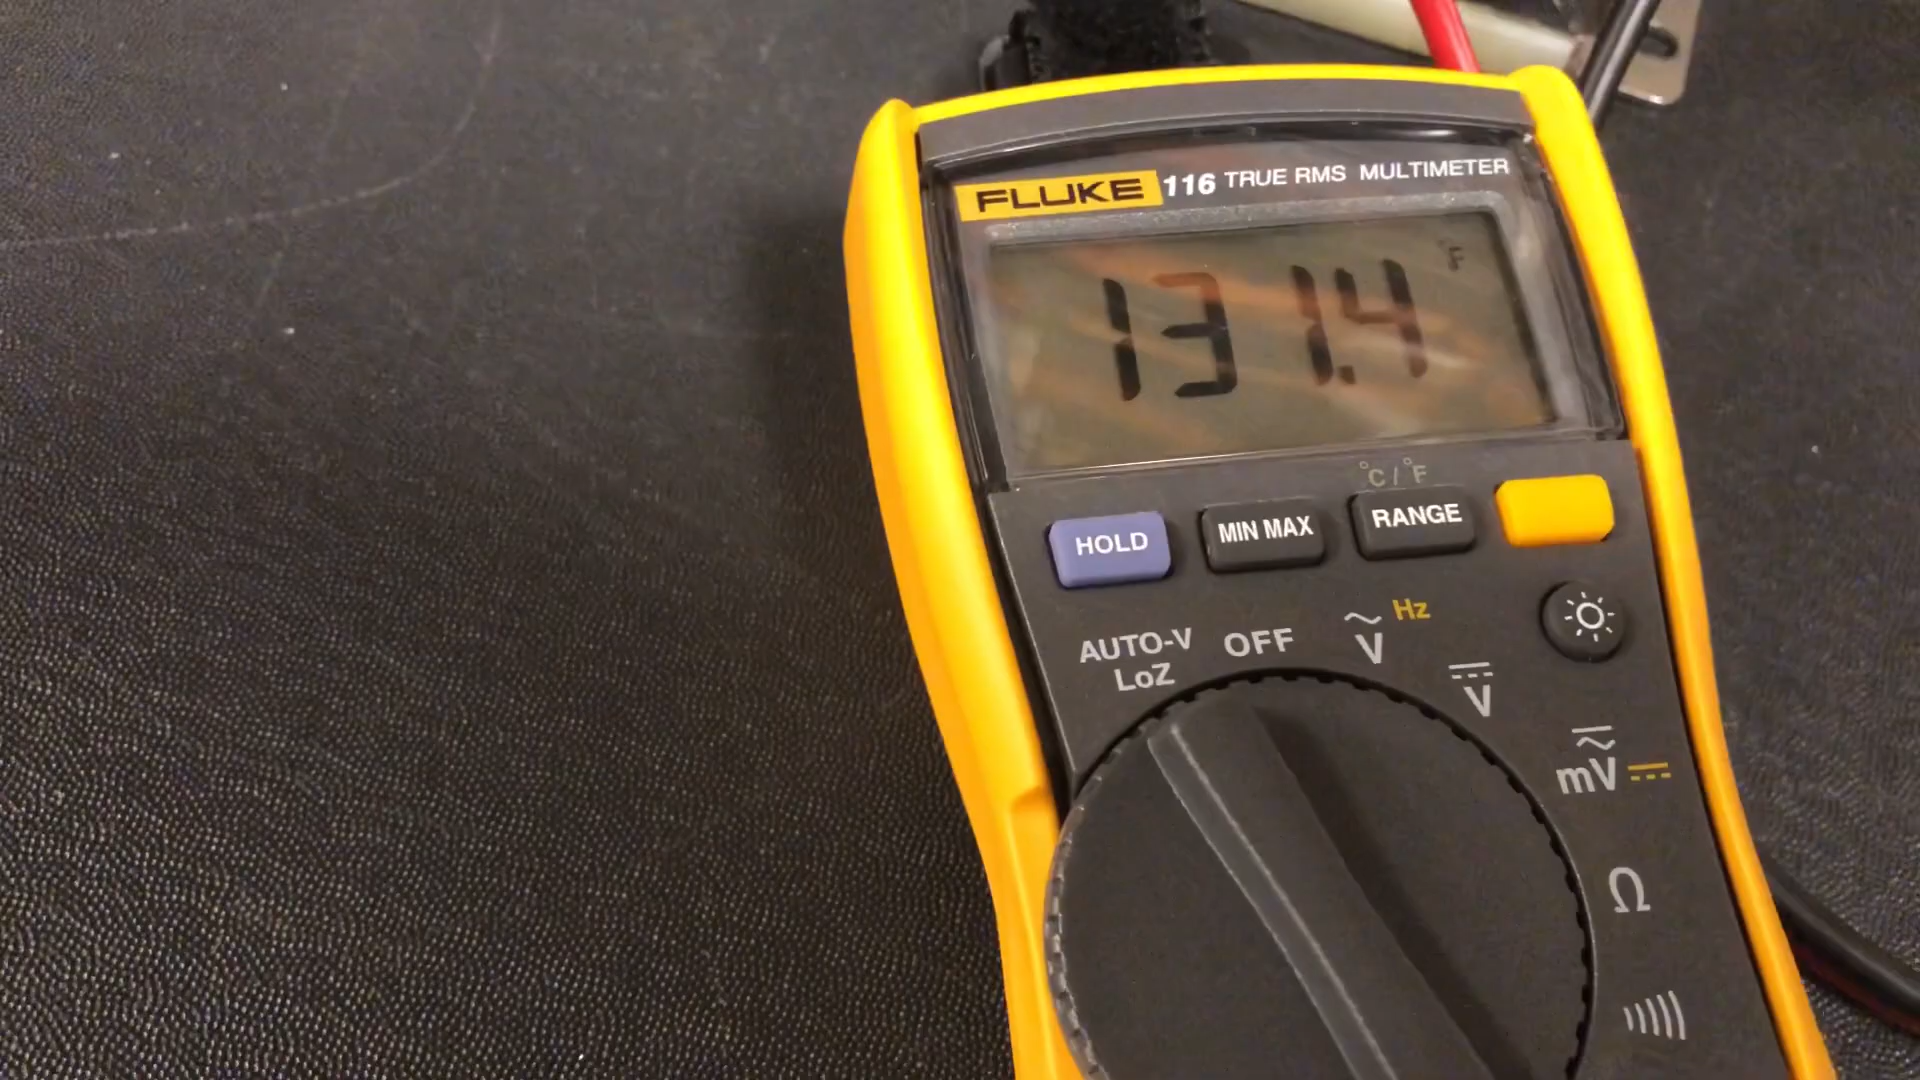 FLUKE 116 TRUE RMS MULTIMETER
131.4
°C / °F
HOLD
MIN MAX
RANGE
AUTO-V
LoZ
OFF
Hz
V
V
mV
Ω